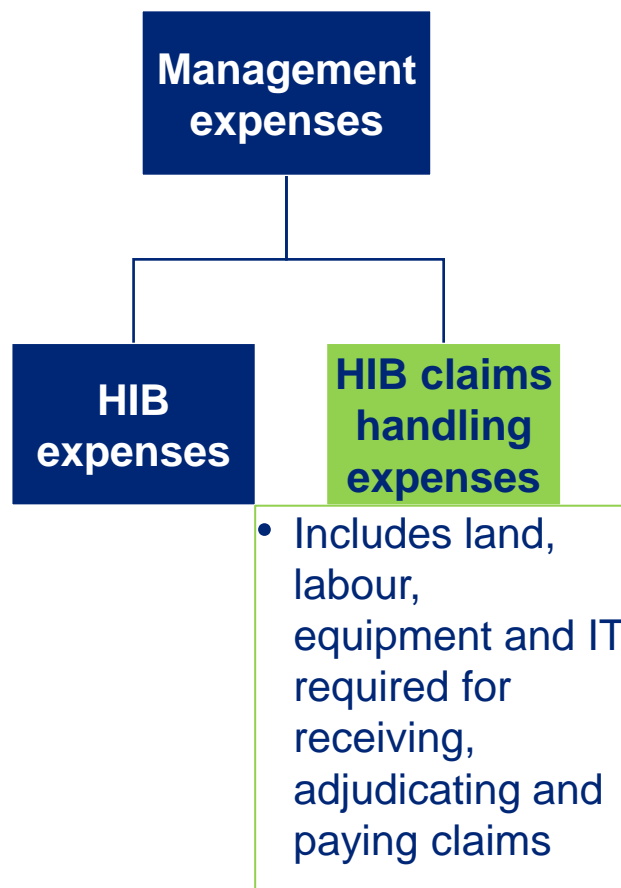 Management
expenses
HIB
expenses
HIB claims
handling
expenses
• Includes land,
labour,
equipment and IT
required for
receiving,
adjudicating and
paying claims